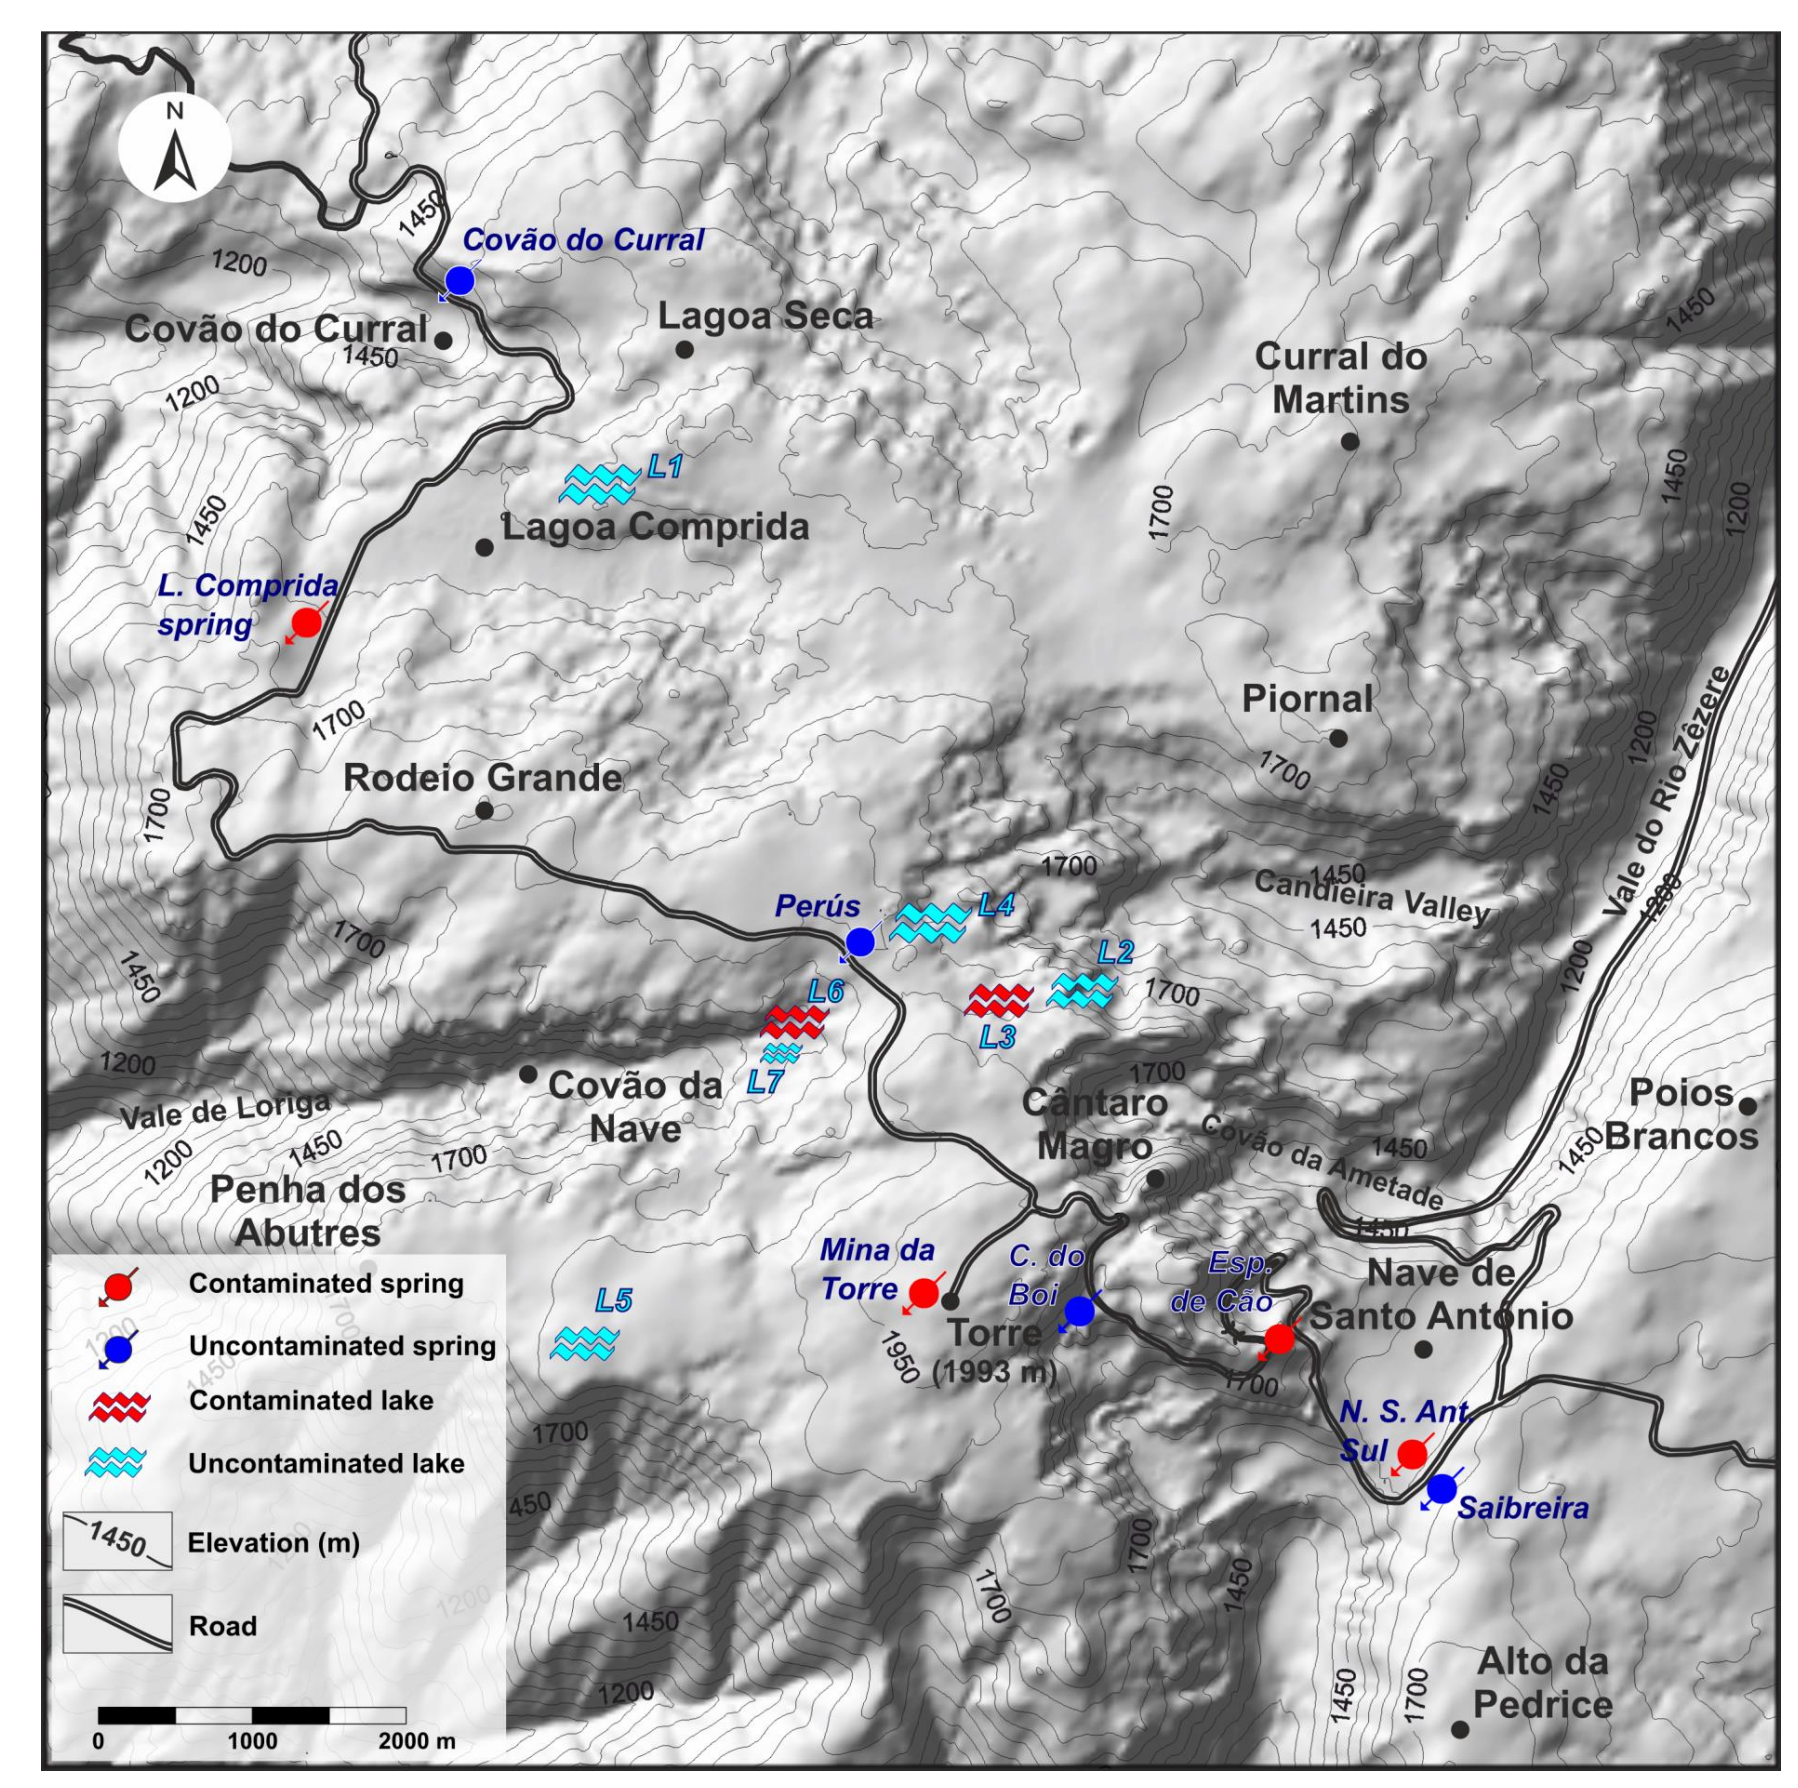 N
1450
Covão do Curral
1200
Lagoa Seca
1450
Covão do Curral
1450
Curral do
Martins
1200
L1
1450
1200
1700
1450
Lagoa Comprida
L. Comprida
spring
Piornal
1700
1200
Vale do Rio Zêzere
1700
Rodeio Grande
1450
1700
1700
1450
Candieira Valley
1200
Perús
L4
1450
1700
L2
1450
1200
L6
1700
L3
1200
L7
1700
Covão da
Nave
Cântaro
Magro
Poios
Brancos
Vale de Loriga
1450
1200
1450
1700
Covão da Ametade
1450
Penha dos
Abutres
1450
Mina da
Torre
C. do
Boi
Esp.
de Cão
Nave de
Santo António
L5
Torre
(1993 m)
1950
1700
N. S. Ant.
Sul
1700
450
Saibreira
1700
1450
1700
1450
1200
1450
1700
Alto da
Pedrice
Contaminated spring
1200
1700
Uncontaminated spring
1450
Contaminated lake
Uncontaminated lake
1450
Elevation (m)
1200
1200
Road
0
1000
2000 m